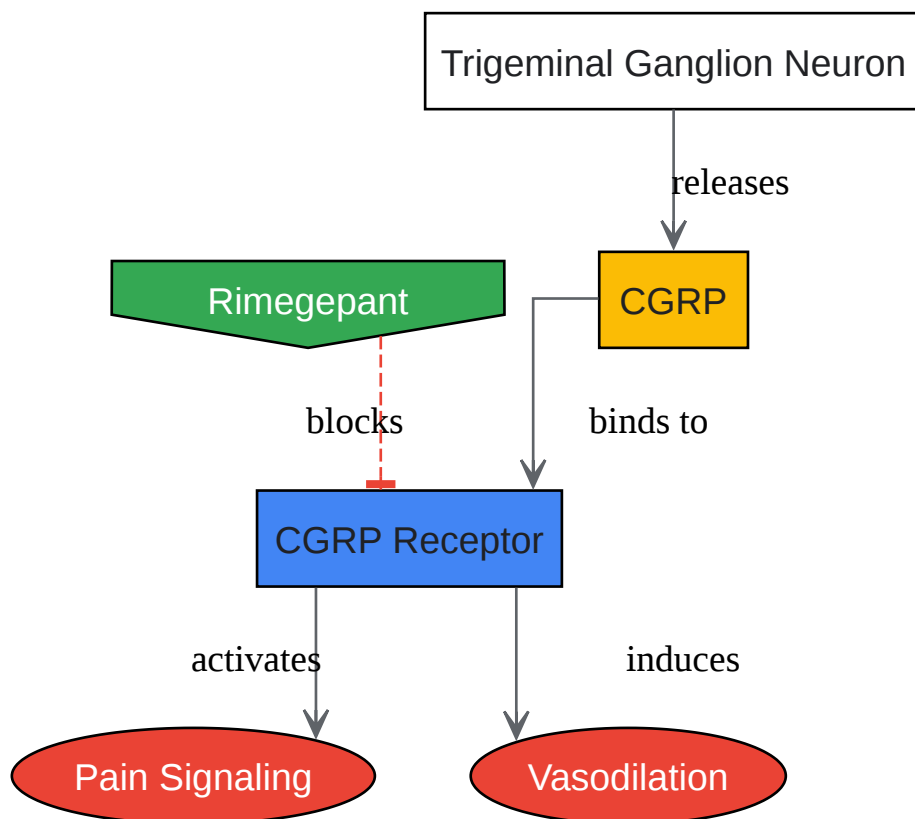 Trigeminal Ganglion Neuron
releases
Rimegepant
CGRP
blocks
binds to
CGRP Receptor
activates
induces
Pain Signaling
Vasodilation